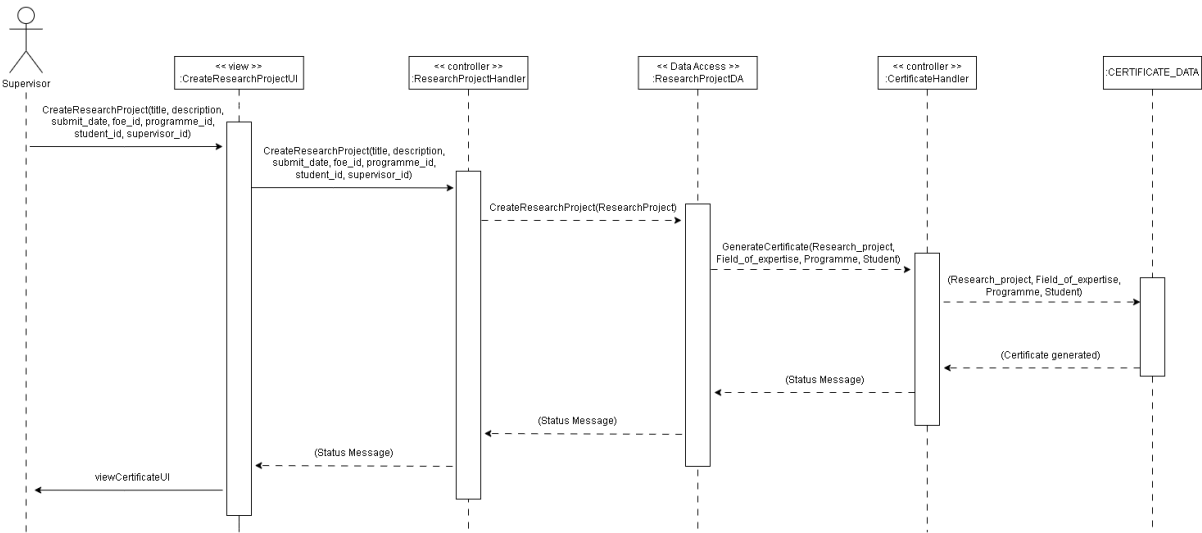 Supervisor
<< view >>
:CreateResearchProjectUI
<< controller >>
:ResearchProjectHandler
<< Data Access >>
:ResearchProjectDA
<< controller >>
:CertificateHandler
:CERTIFICATE_DATA
CreateResearchProject(title, description,
submit_date, foe_id, programme_id,
student_id, supervisor_id)
CreateResearchProject(title, description,
submit_date, foe_id, programme_id,
student_id, supervisor_id)
CreateResearchProject(ResearchProject)
GenerateCertificate(Research_project,
Field_of_expertise, Programme, Student)
(Research_project, Field_of_expertise,
Programme, Student)
(Certificate generated)
(Status Message)
(Status Message)
(Status Message)
viewCertificateUI